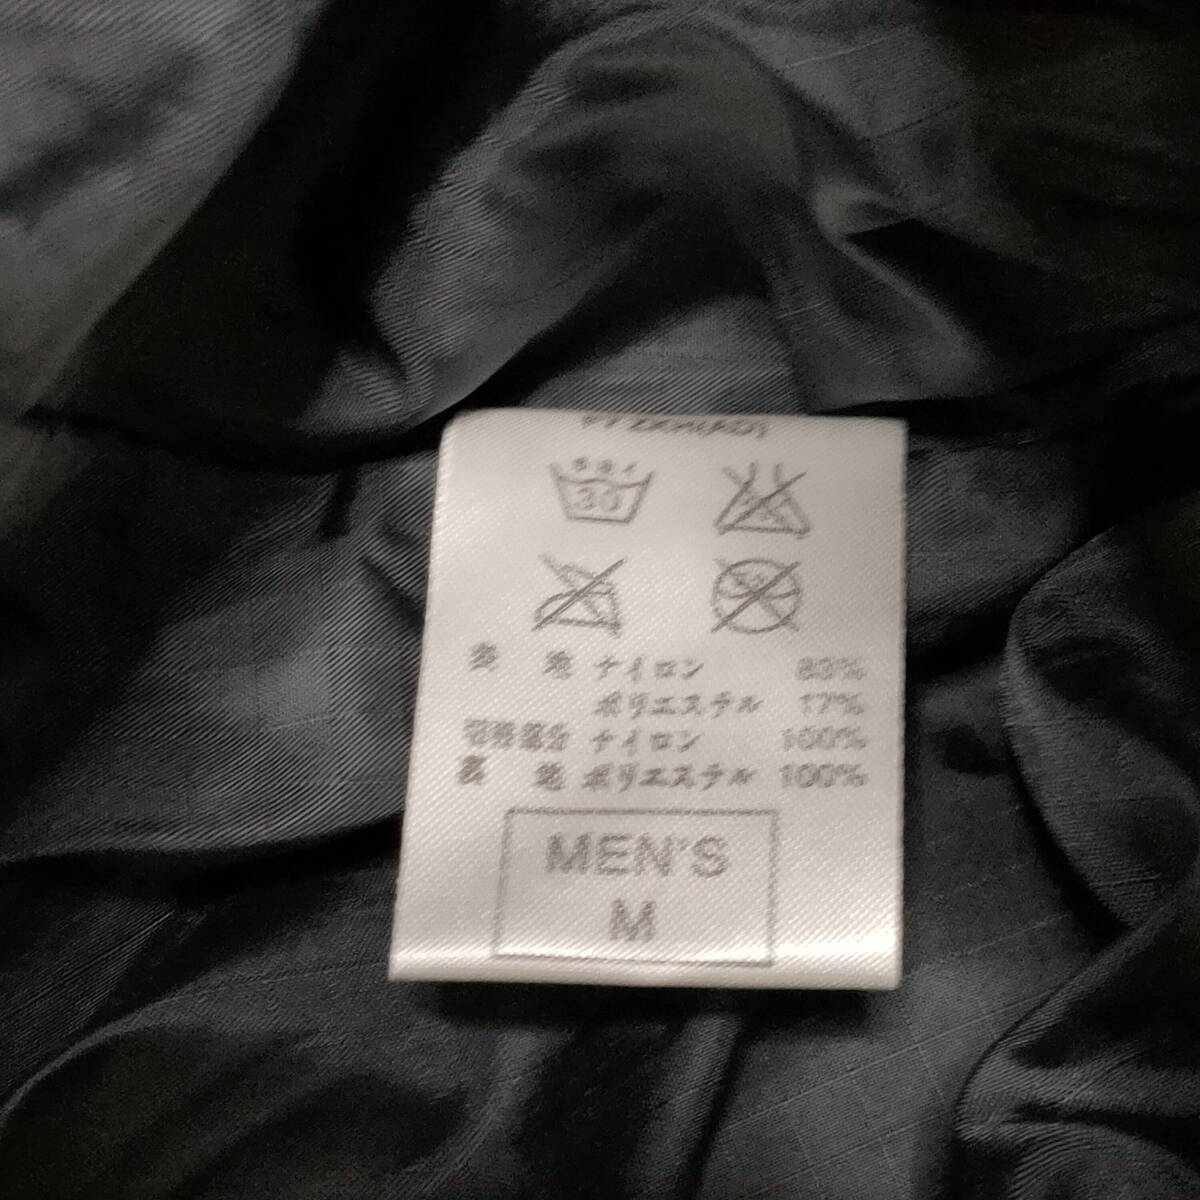 30
地 ナイロン 83%
ポリエステル 17%
切替部分 ナイロン 100%
裏 地 ポリエステル 100%
MEN'S
M